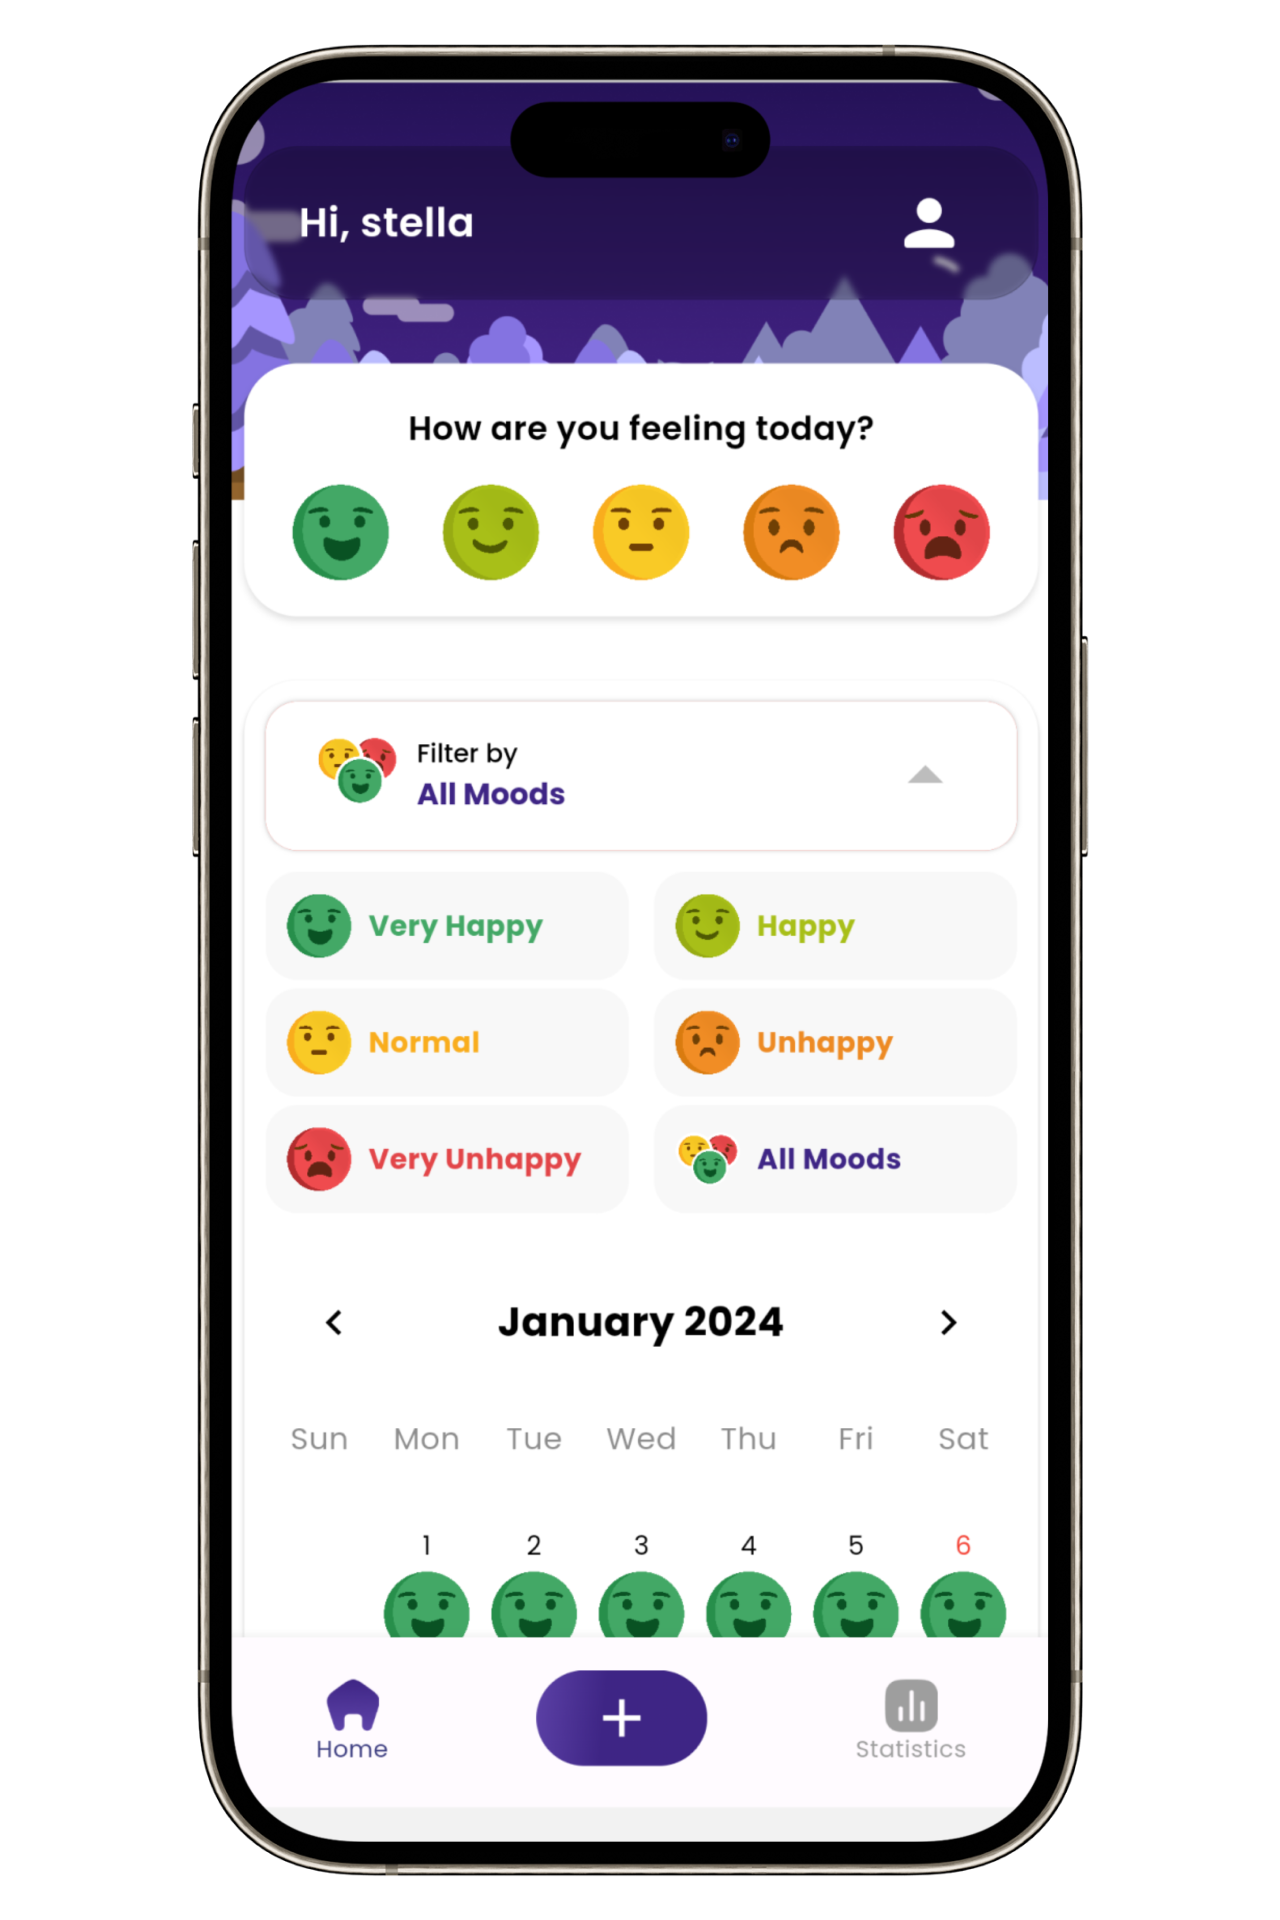 Hi, stella
How are you feeling today?
Filter by
All Moods
Very Happy
Happy
Normal
Unhappy
Very Unhappy
All Moods
January 2024
Sun Mon Tue Wed Thu Fri Sat
1 2 3 4 5 6
Home
Statistics